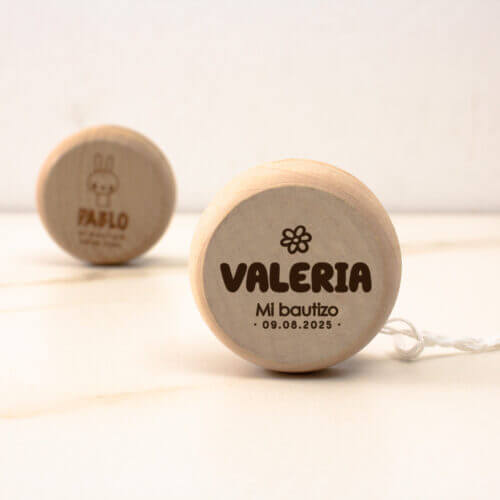 PABLO
VALERIA
Mi bautizo
· 09.08.2025 ·